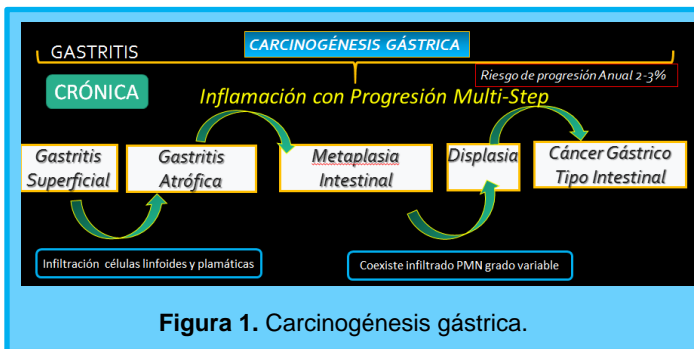 GASTRITIS
CARCINOGÉNESIS GÁSTRICA
Riesgo de progresión Anual 2-3%
CRÓNICA
Inflamación con Progresión Multi-Step
Gastritis
Superficial
Gastritis
Atrófica
Metaplasia
Intestinal
Displasia
Cáncer Gástrico
Tipo Intestinal
Infiltración células linfoides y plamáticas
Coexiste infiltrado PMN grado variable
Figura 1. Carcinogénesis gástrica.